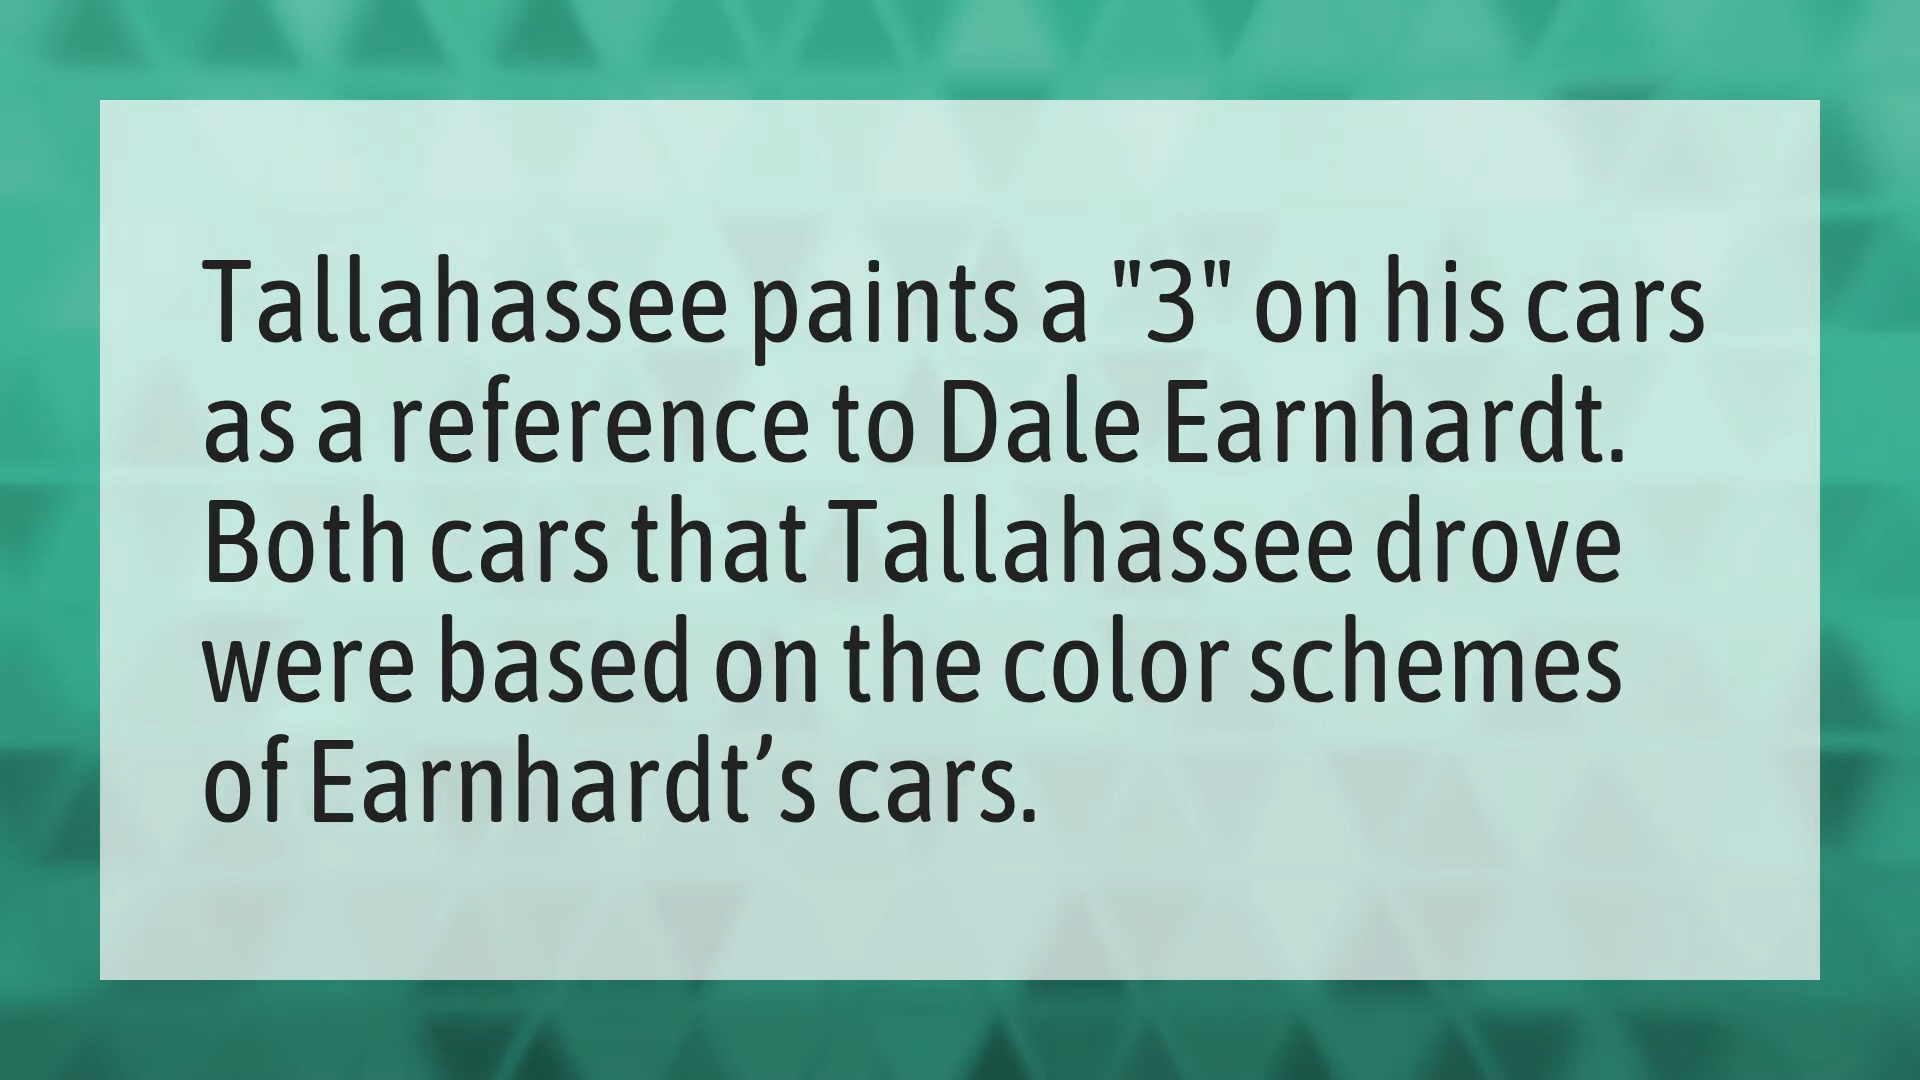 Tallahassee paints a "3" on his cars
as a reference to Dale Earnhardt.
Both cars that Tallahassee drove
were based on the color schemes
of Earnhardt’s cars.